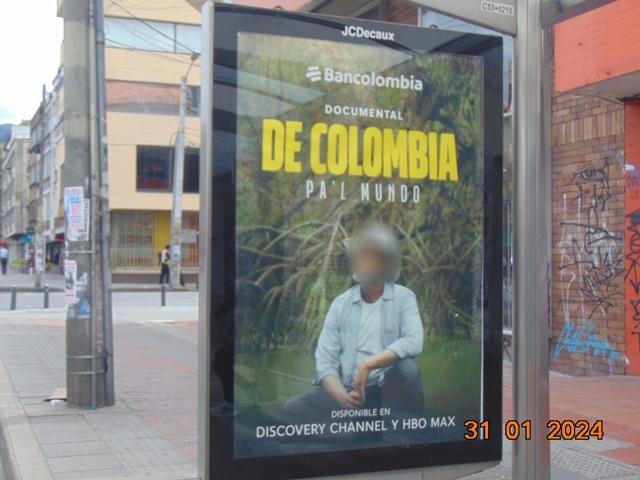 C53+0210
JCDecaux
Bancolombia
DOCUMENTAL
DE COLOMBIA
PA'L MUNDO
DISPONIBLE EN
DISCOVERY CHANNEL Y HBO MAX
31 01 2024